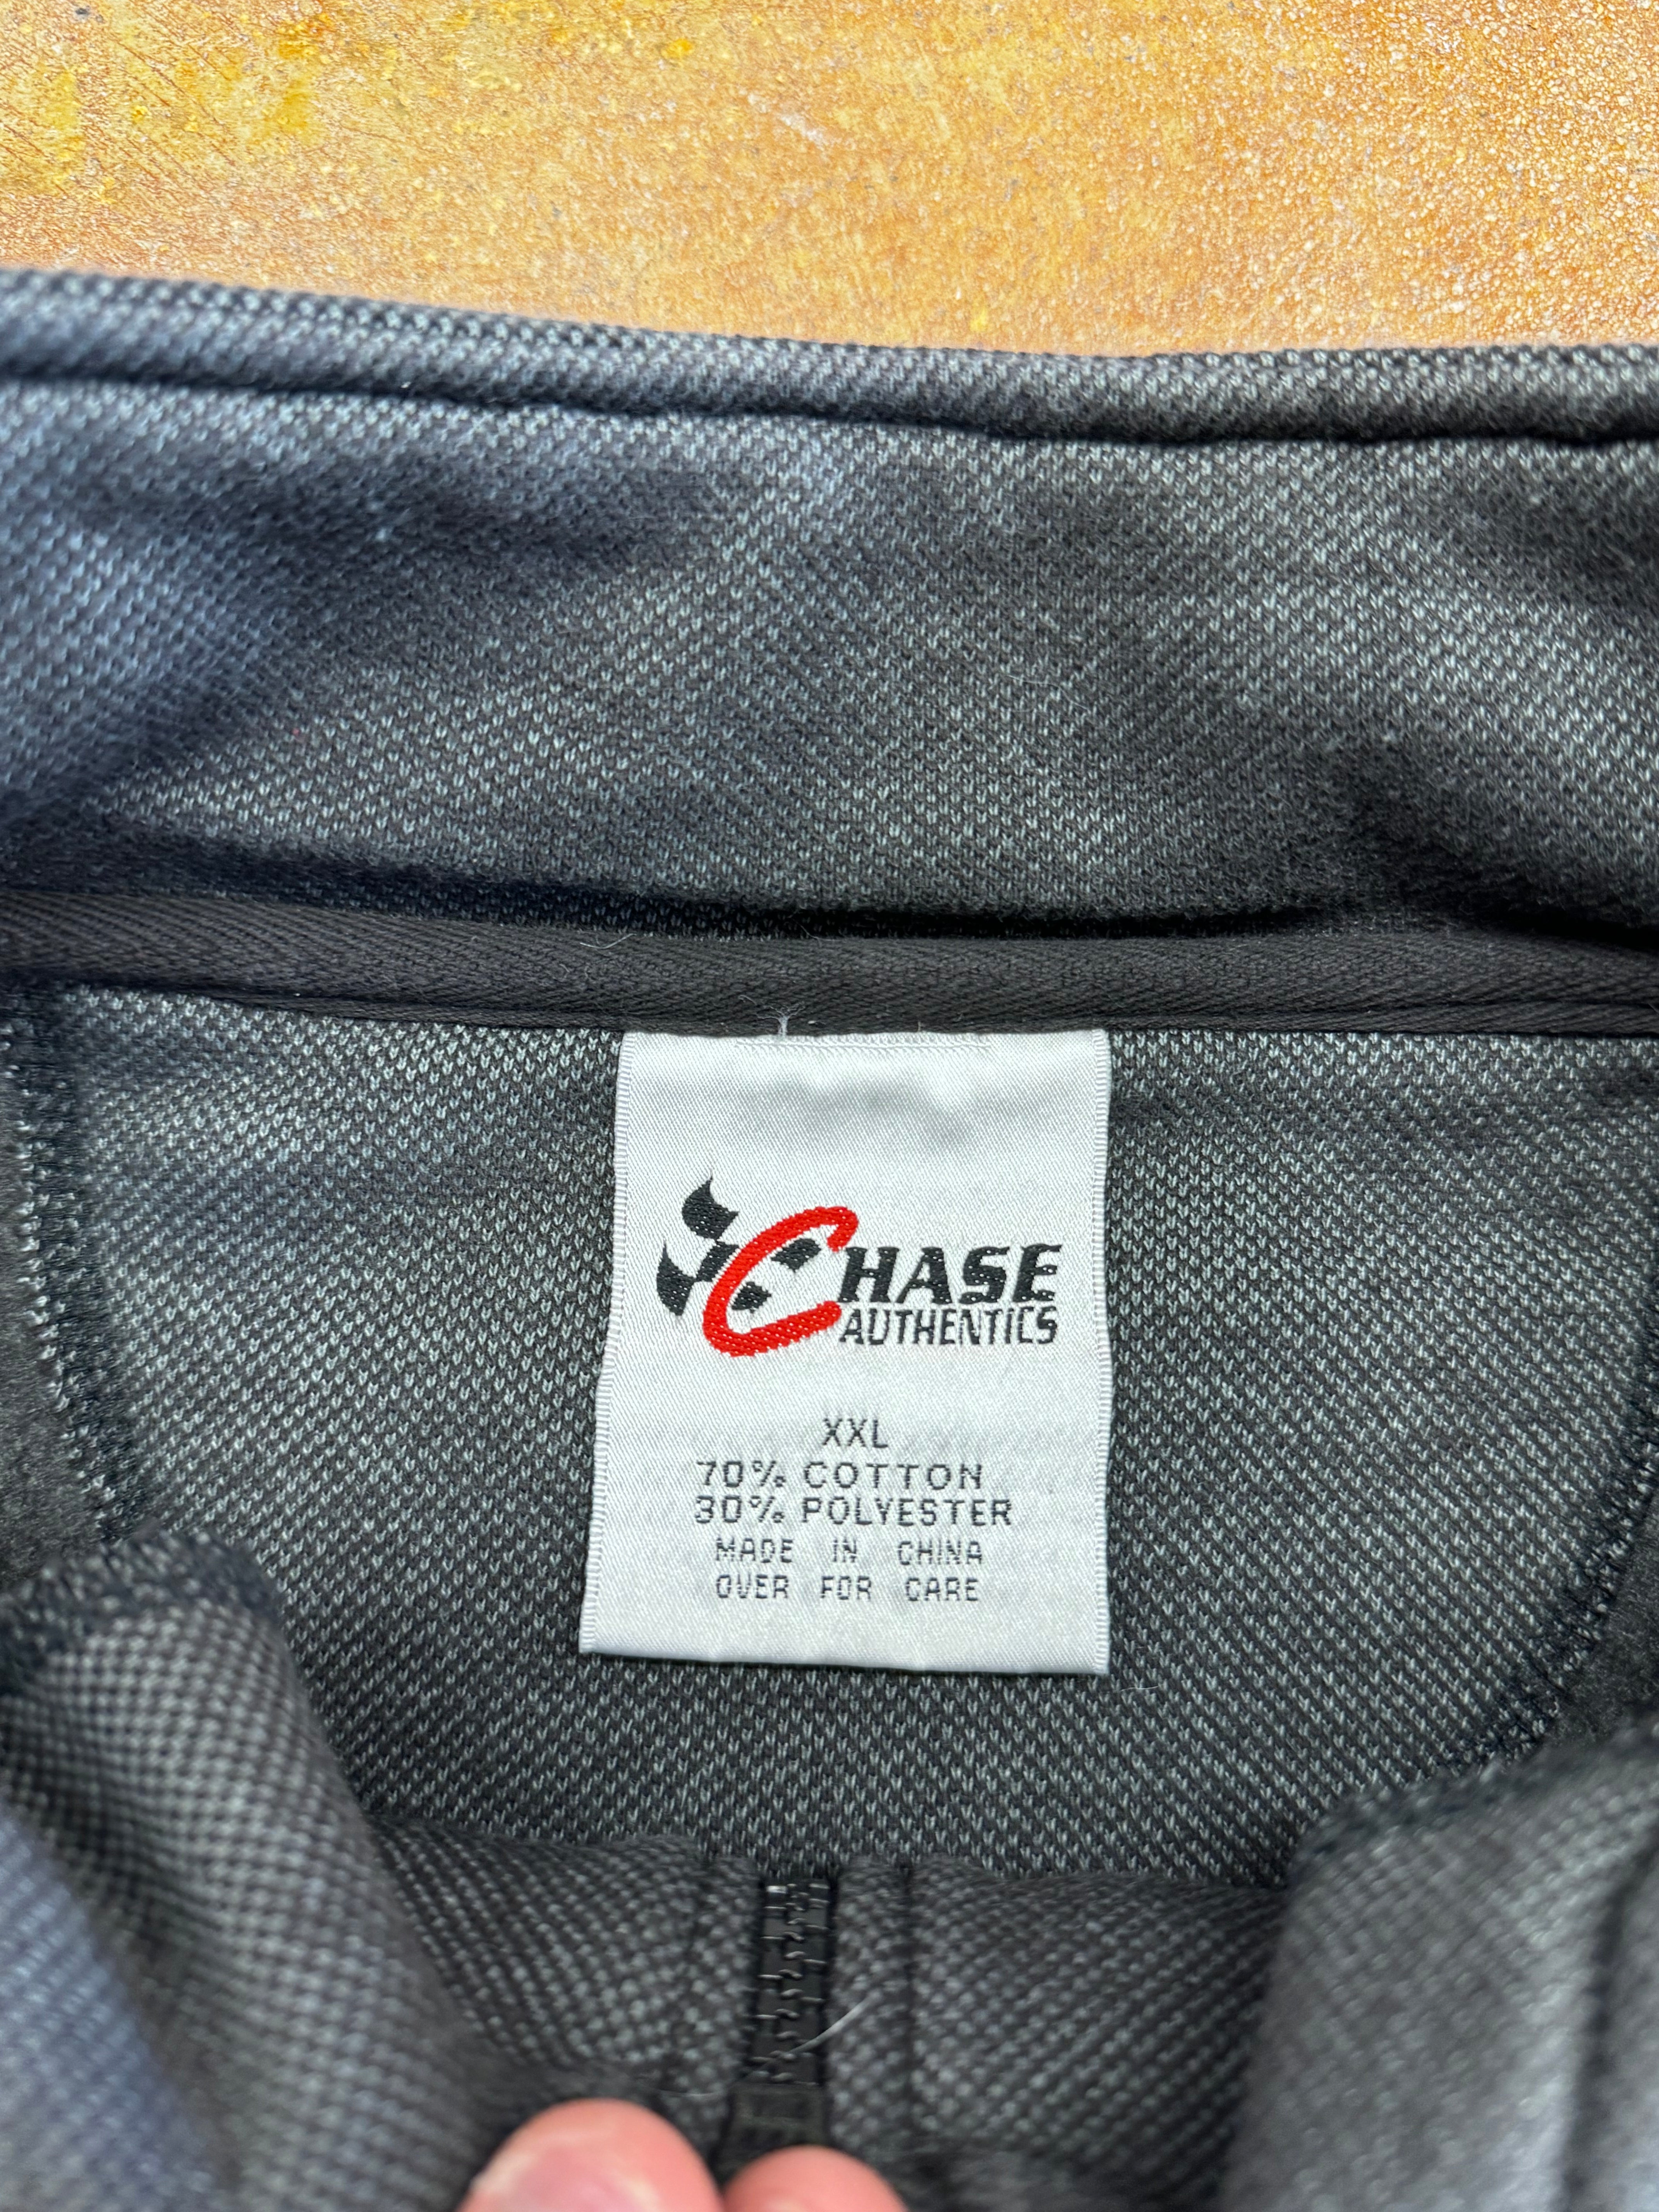 CHASE
AUTHENTICS
XXL
70% COTTON
30% POLYESTER
MADE IN CHINA
OVER FOR CARE